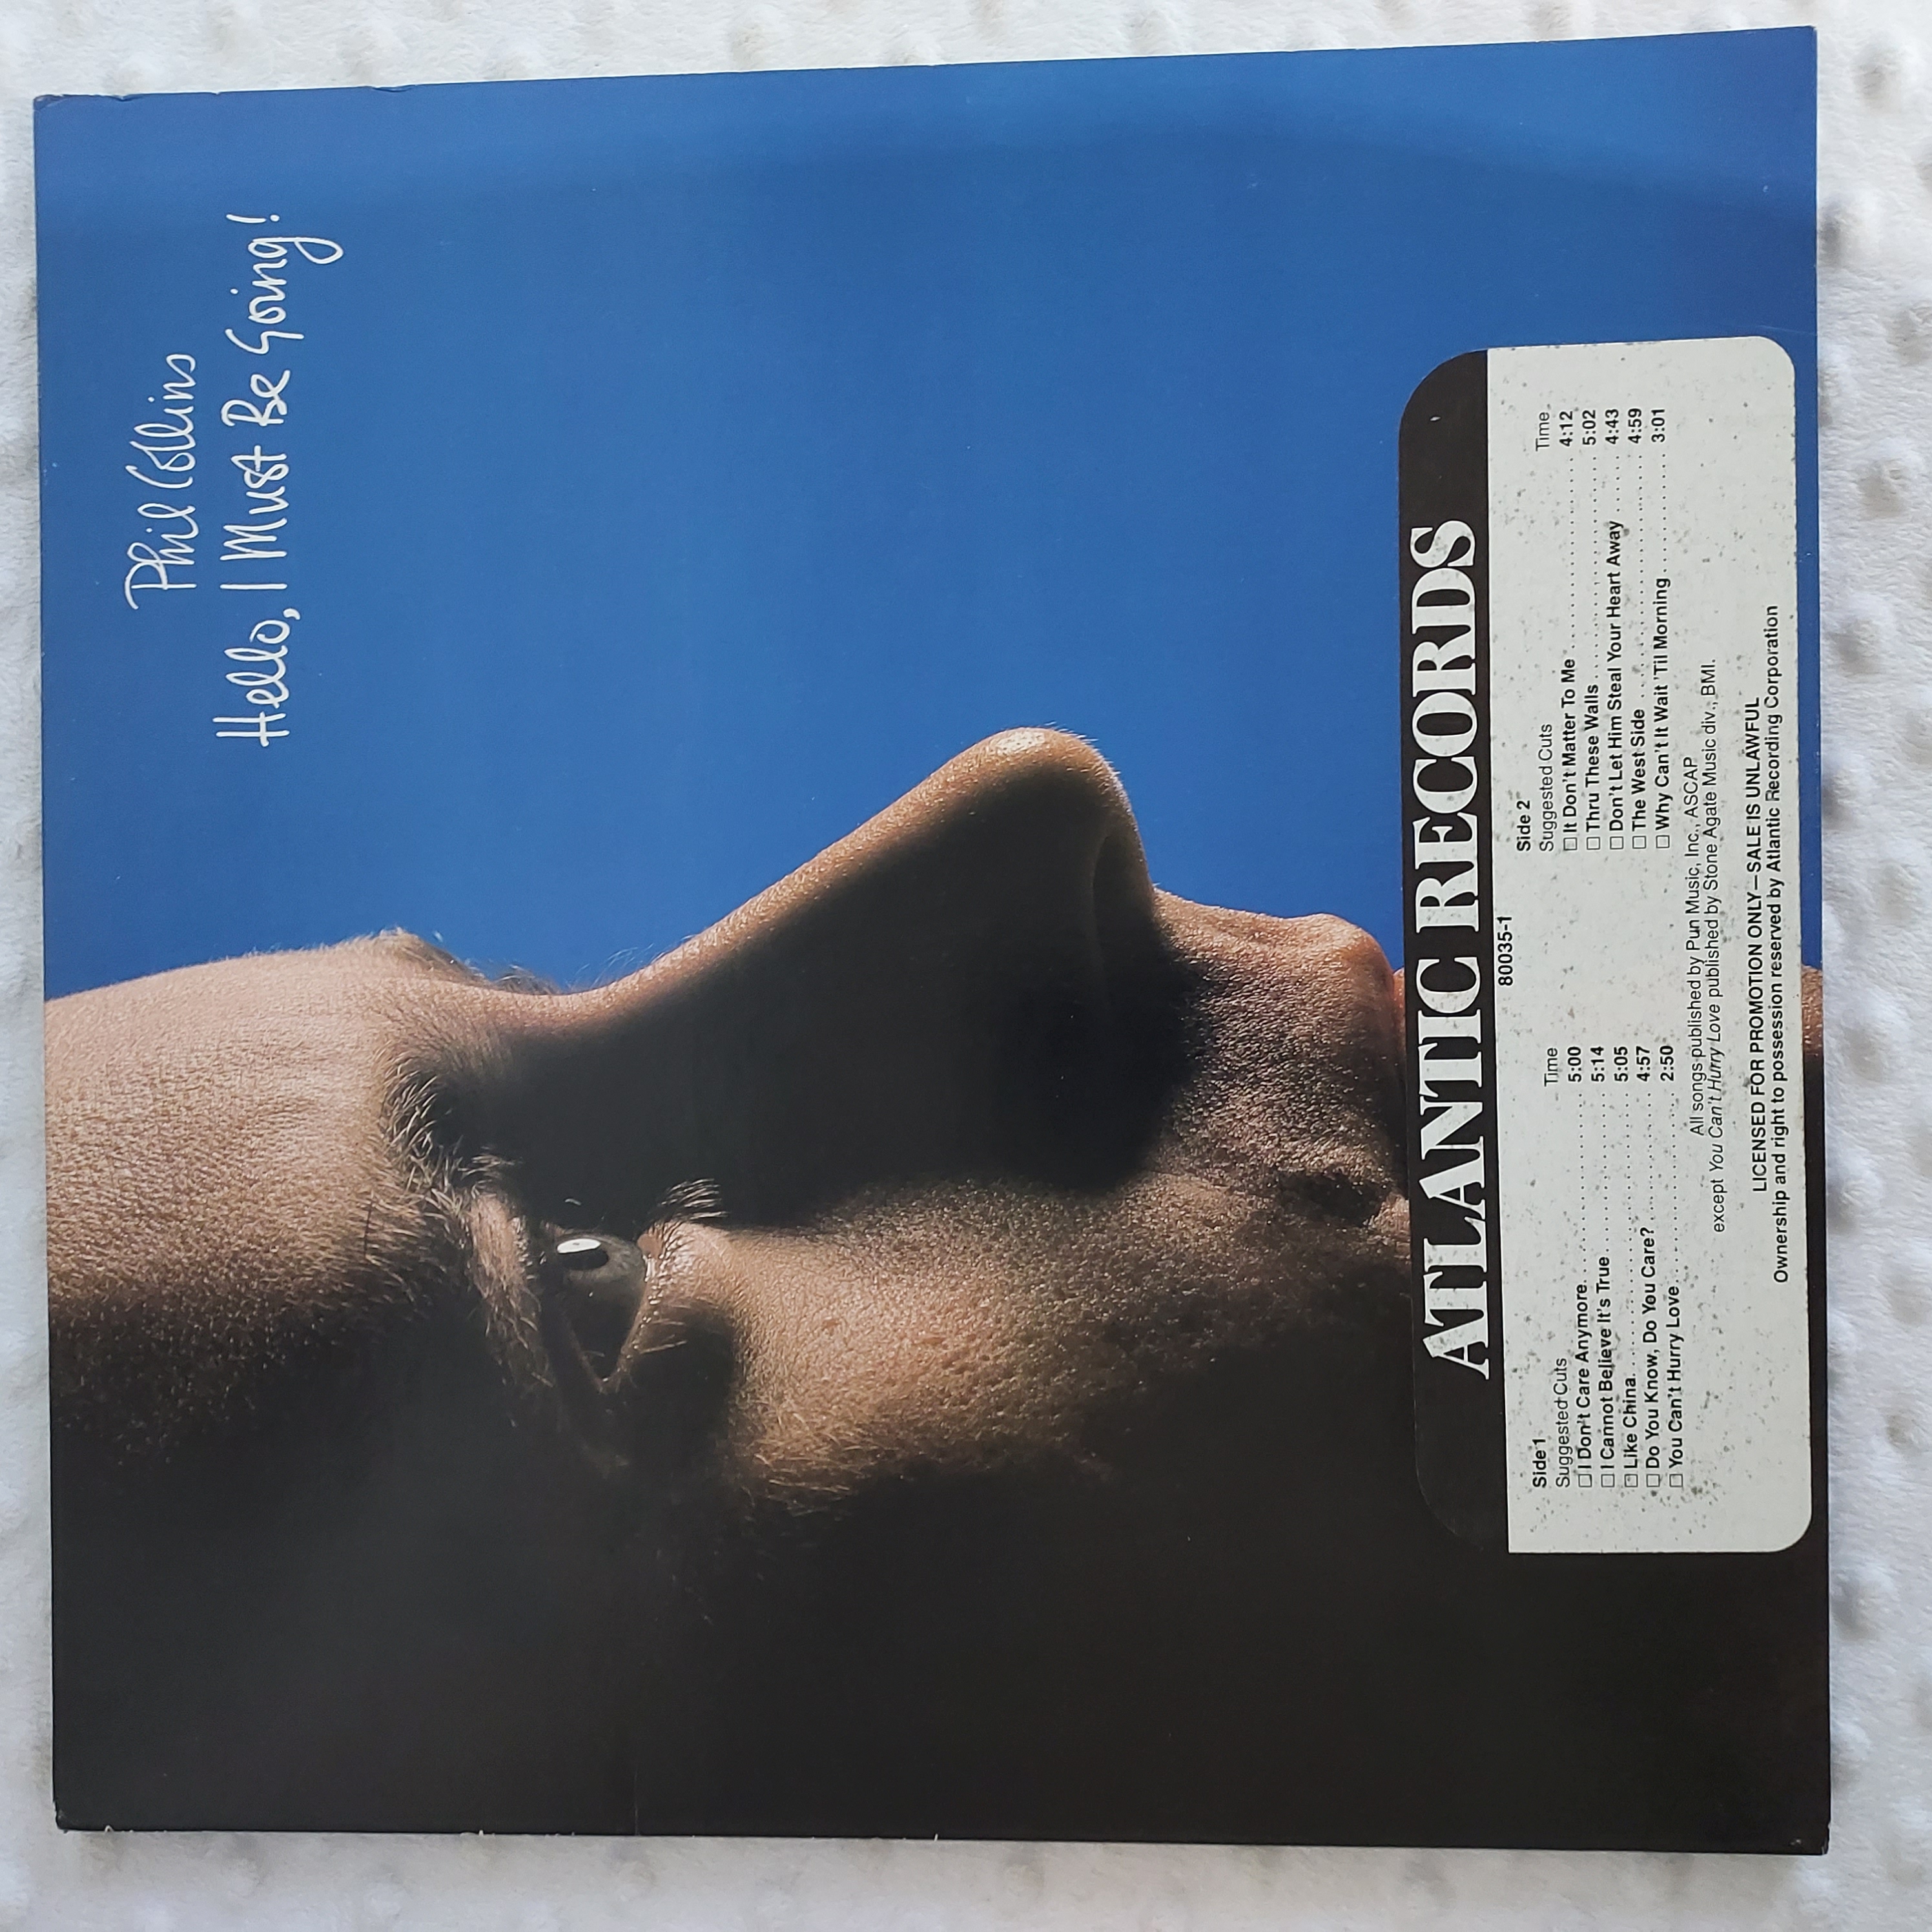 Phil Collins
Hello, I Must Be Going!
ATLANTIC RECORDS
80035-1
Side 1
Suggested Cuts Time
□ I Don't Care Anymore 5:00
□ I Cannot Believe It's True 5:14
□ Like China 5:05
□ Do You Know, Do You Care? 4:57
□ You Can't Hurry Love 2:50
Side 2
Suggested Cuts Time
□ It Don't Matter To Me 4:12
□ Thru These Walls 5:02
□ Don't Let Him Steal Your Heart Away 4:43
□ The West Side 4:59
□ Why Can't It Wait 'Til Morning 3:01
All songs published by Pun Music, Inc., ASCAP
except You Can't Hurry Love published by Stone Agate Music div., BMI.
LICENSED FOR PROMOTION ONLY—SALE IS UNLAWFUL
Ownership and right to possession reserved by Atlantic Recording Corporation